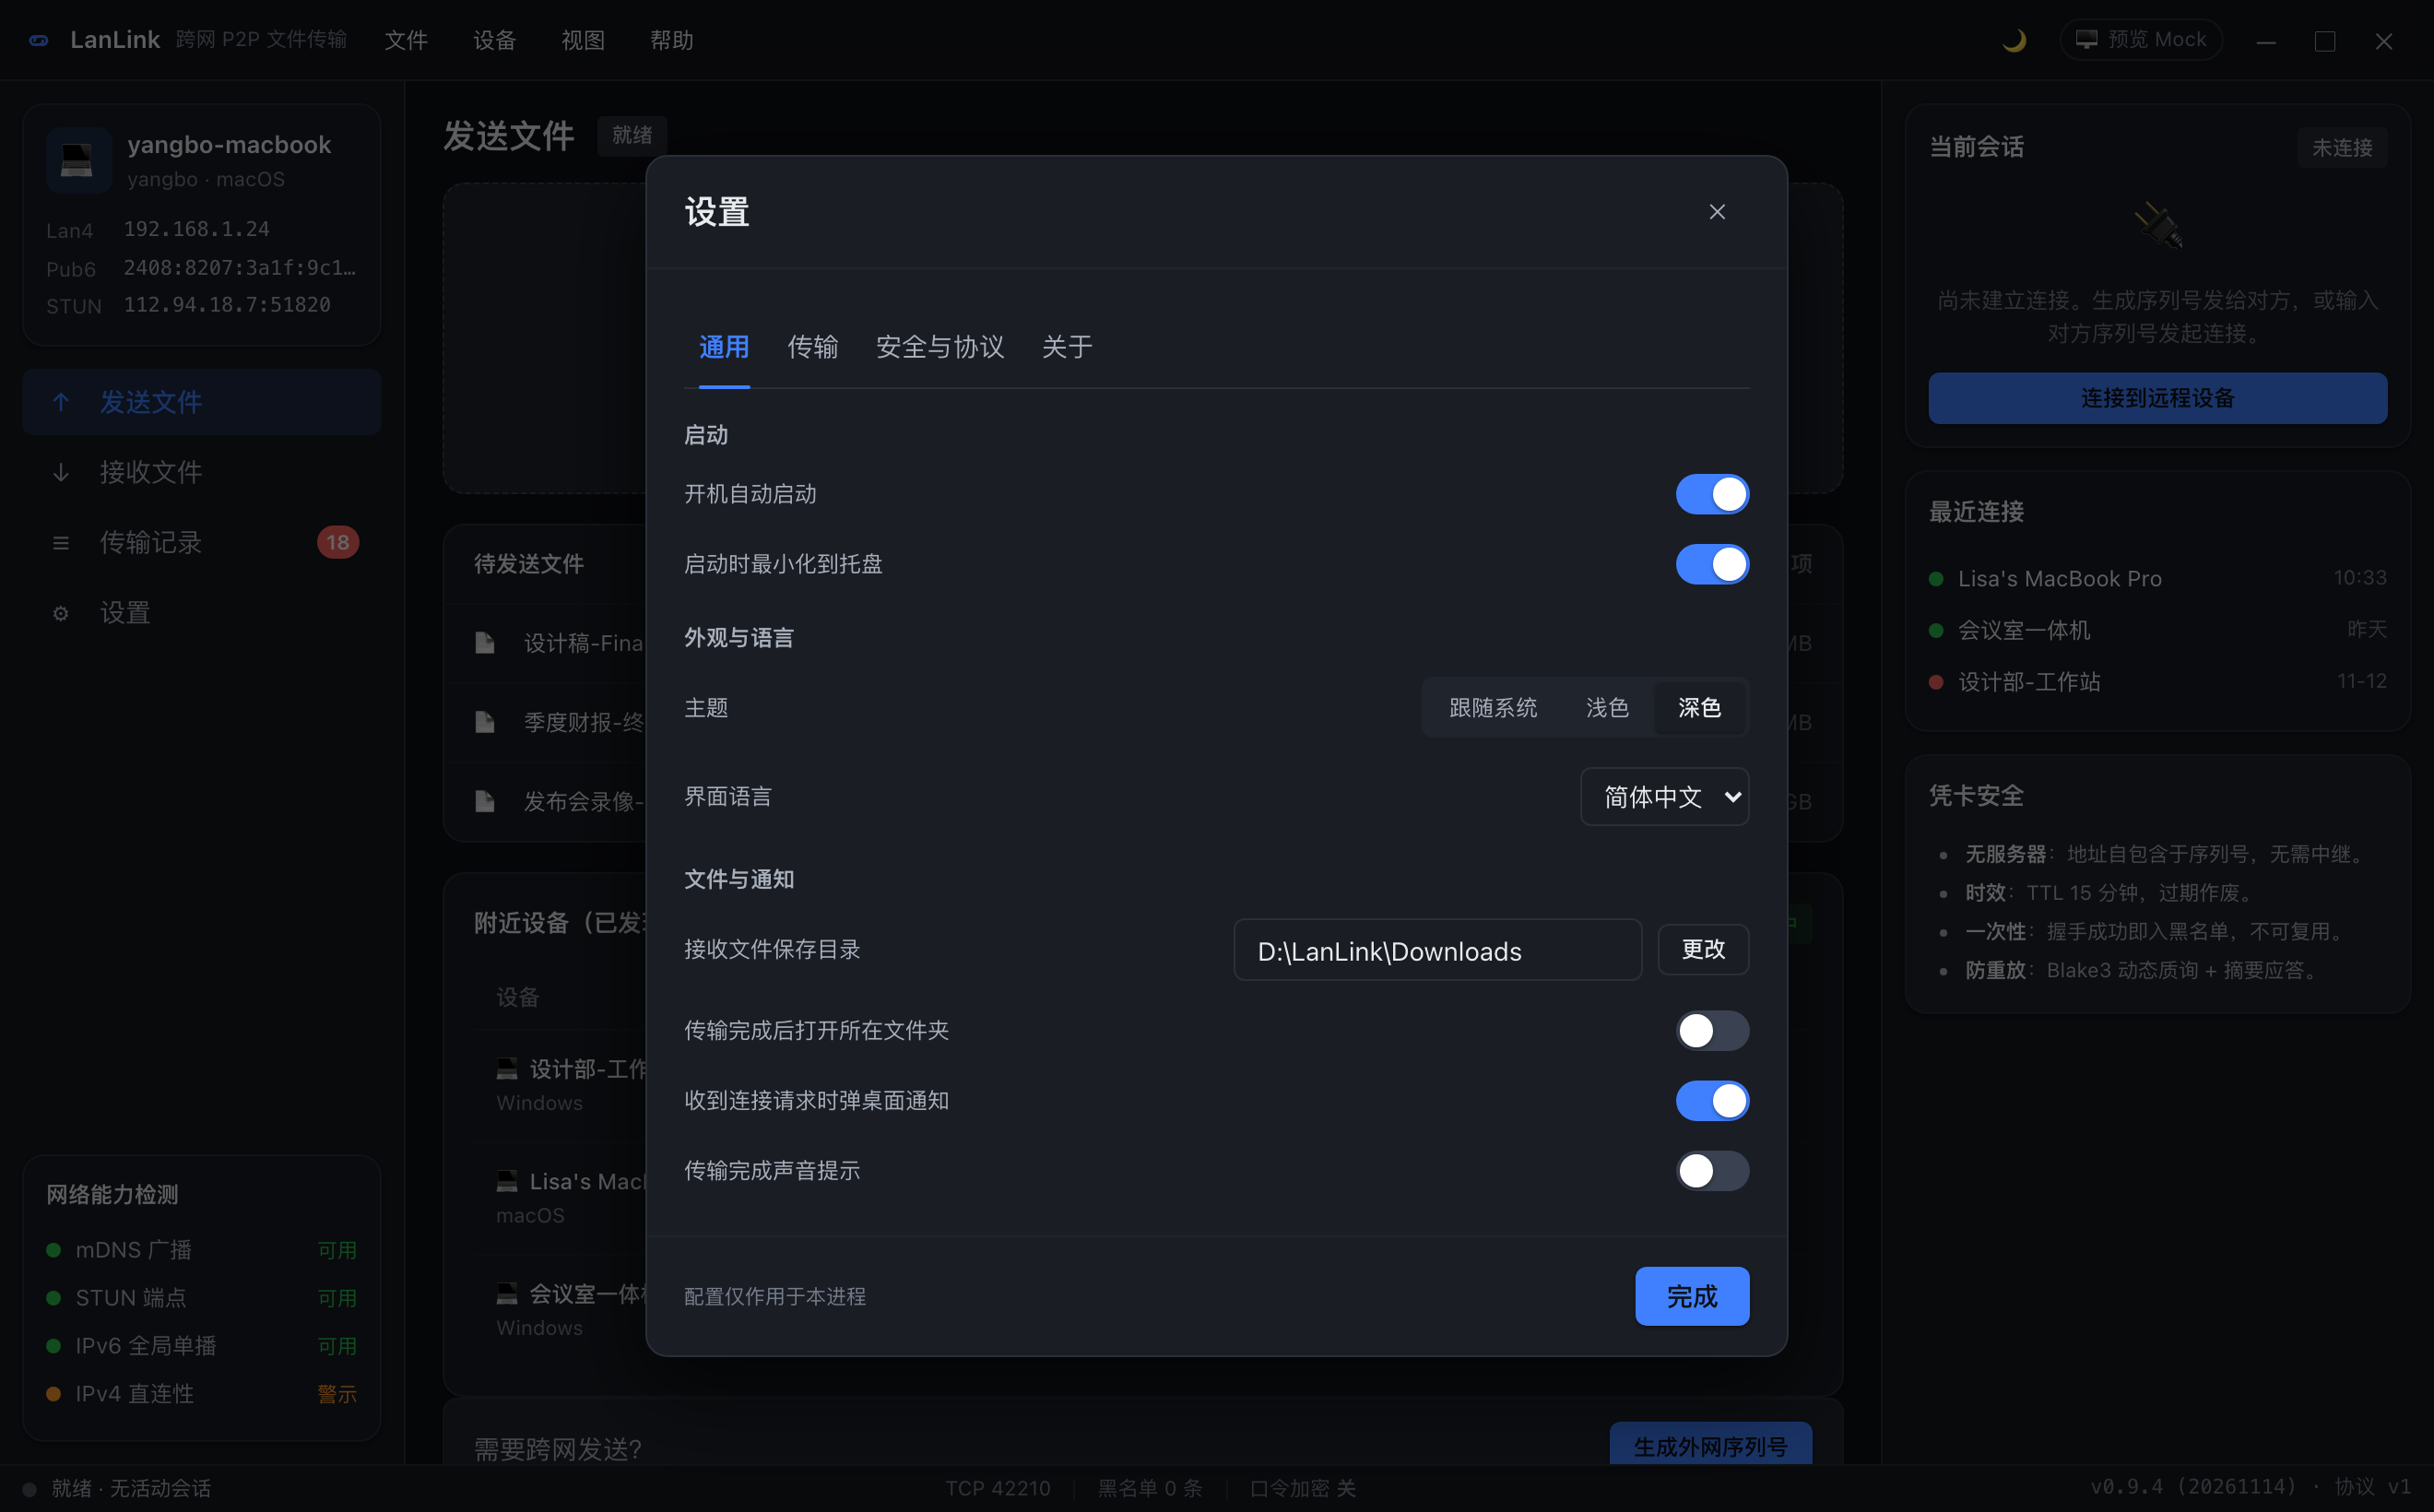 LanLink 跨网 P2P 文件传输 文件 设备 视图 帮助
预览 Mock
yangbo-macbook
yangbo · macOS
Lan4 192.168.1.24
Pub6 2408:8207:3a1f:9c1…
STUN 112.94.18.7:51820
发送文件
接收文件
传输记录 18
设置
网络能力检测
mDNS 广播 可用
STUN 端点 可用
IPv6 全局单播 可用
IPv4 直连性 警示
发送文件 就绪
待发送文件 项
设计稿-Fina
季度财报-终
发布会录像-
附近设备（已发
设备
设计部-工作
Windows
Lisa's Mac
macOS
会议室一体
Windows
需要跨网发送?
生成外网序列号
设置
通用 传输 安全与协议 关于
启动
开机自动启动
启动时最小化到托盘
外观与语言
主题 跟随系统 浅色 深色
界面语言 简体中文
文件与通知
接收文件保存目录 D:\LanLink\Downloads 更改
传输完成后打开所在文件夹
收到连接请求时弹桌面通知
传输完成声音提示
配置仅作用于本进程 完成
当前会话 未连接
尚未建立连接。生成序列号发给对方，或输入
对方序列号发起连接。
连接到远程设备
最近连接
Lisa's MacBook Pro 10:33
会议室一体机 昨天
设计部-工作站 11-12
凭卡安全
无服务器：地址自包含于序列号，无需中继。
时效：TTL 15 分钟，过期作废。
一次性：握手成功即入黑名单，不可复用。
防重放：Blake3 动态质询 + 摘要应答。
就绪 · 无活动会话 TCP 42210 黑名单 0 条 口令加密 关 v0.9.4 (20261114) · 协议 v1